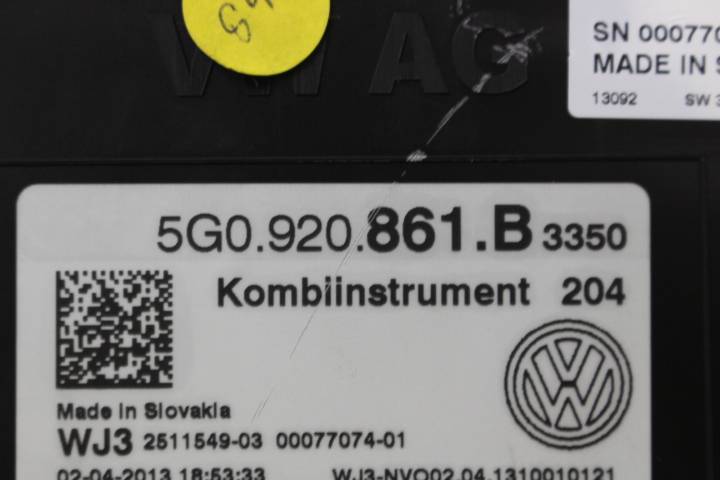 VW AG
SN 00077
MADE IN
13092 SW 3
5G0.920.861.B 3350
Kombiinstrument 204
Made in Slovakia
WJ3 2511549-03 00077074-01
02-04-2013 18:53:33 WJ3-NVO02.04.1310010121